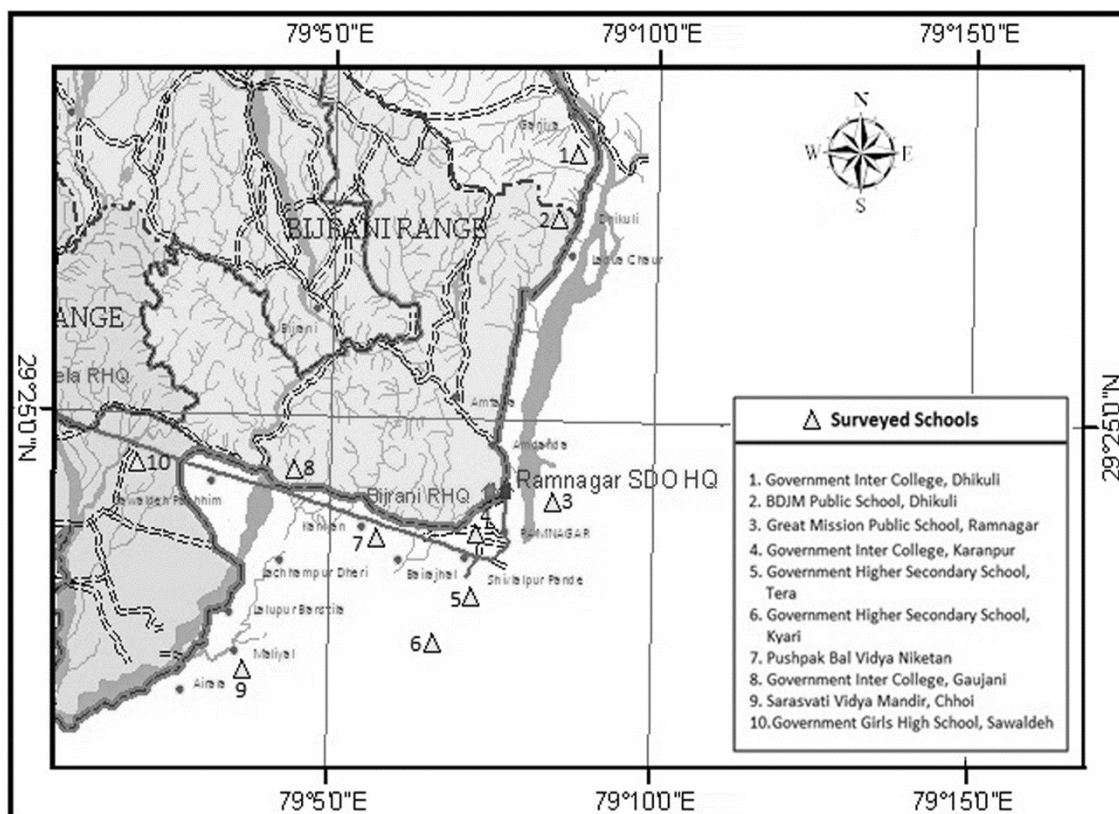 79°5'0"E
79°10'0"E
79°15'0"E
N
W
E
S
Garjia
1
2
Dhikuli
BIJRANI RANGE
Ladua Chaur
ANGE
Bijrani
ela RHQ
29°25'0"N
29°25'0"N
Amdanda
10
8
Bijrani RHQ
Ramnagar SDO HQ
3
RAMNAGAR
7
4
Lachhampur Dheri
5
Lalupur
6
Maliyal
9
Surveyed Schools
1. Government Inter College, Dhikuli
2. BDJM Public School, Dhikuli
3. Great Mission Public School, Ramnagar
4. Government Inter College, Karanpur
5. Government Higher Secondary School,
Tera
6. Government Higher Secondary School,
Kyari
7. Pushpak Bal Vidya Niketan
8. Government Inter College, Gaujani
9. Sarasvati Vidya Mandir, Chhoi
10.Government Girls High School, Sawaldeh
79°5'0"E
79°10'0"E
79°15'0"E